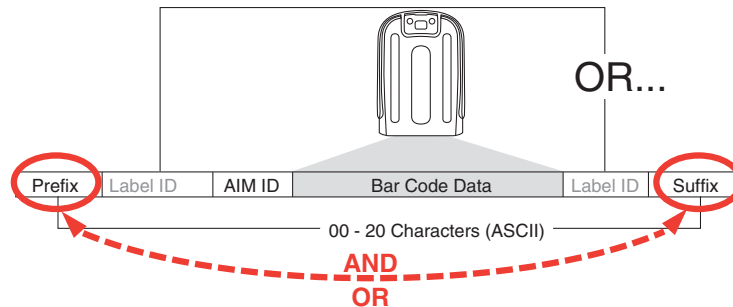 OR...
Prefix Label ID AIM ID Bar Code Data Label ID Suffix
00 - 20 Characters (ASCII)
AND
OR